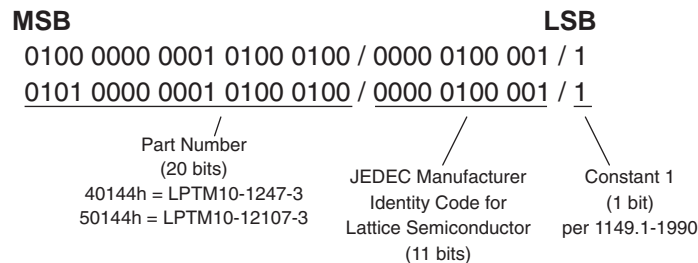 MSB LSB
0100 0000 0001 0100 0100 / 0000 0100 001 / 1
0101 0000 0001 0100 0100 / 0000 0100 001 / 1
Part Number
(20 bits)
40144h = LPTM10-1247-3
50144h = LPTM10-12107-3
JEDEC Manufacturer
Identity Code for
Lattice Semiconductor
(11 bits)
Constant 1
(1 bit)
per 1149.1-1990